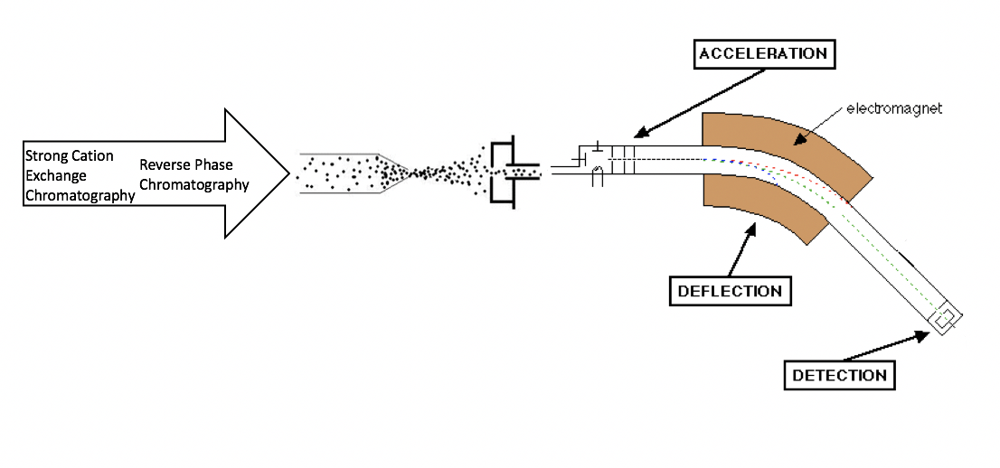 ACCELERATION
electromagnet
Strong Cation
Exchange
Chromatography
Reverse Phase
Chromatography
DEFLECTION
DETECTION